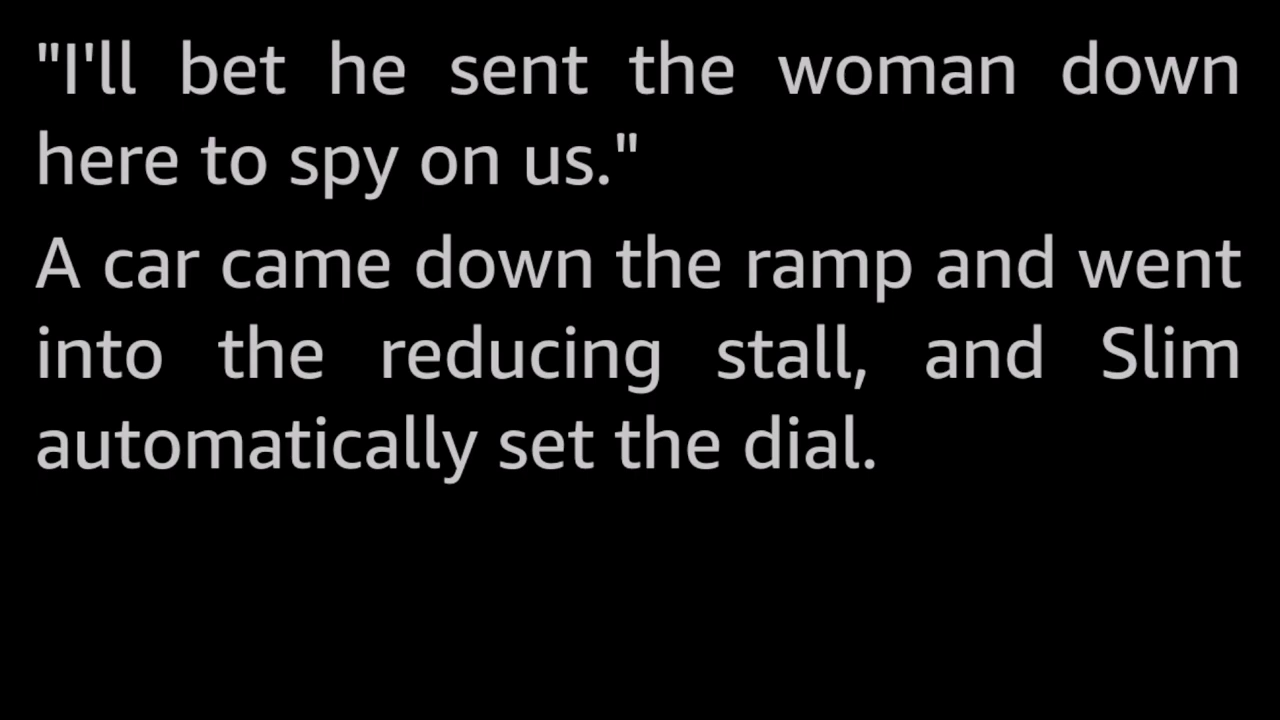 "I'll bet he sent the woman down
here to spy on us."
A car came down the ramp and went
into the reducing stall, and Slim
automatically set the dial.